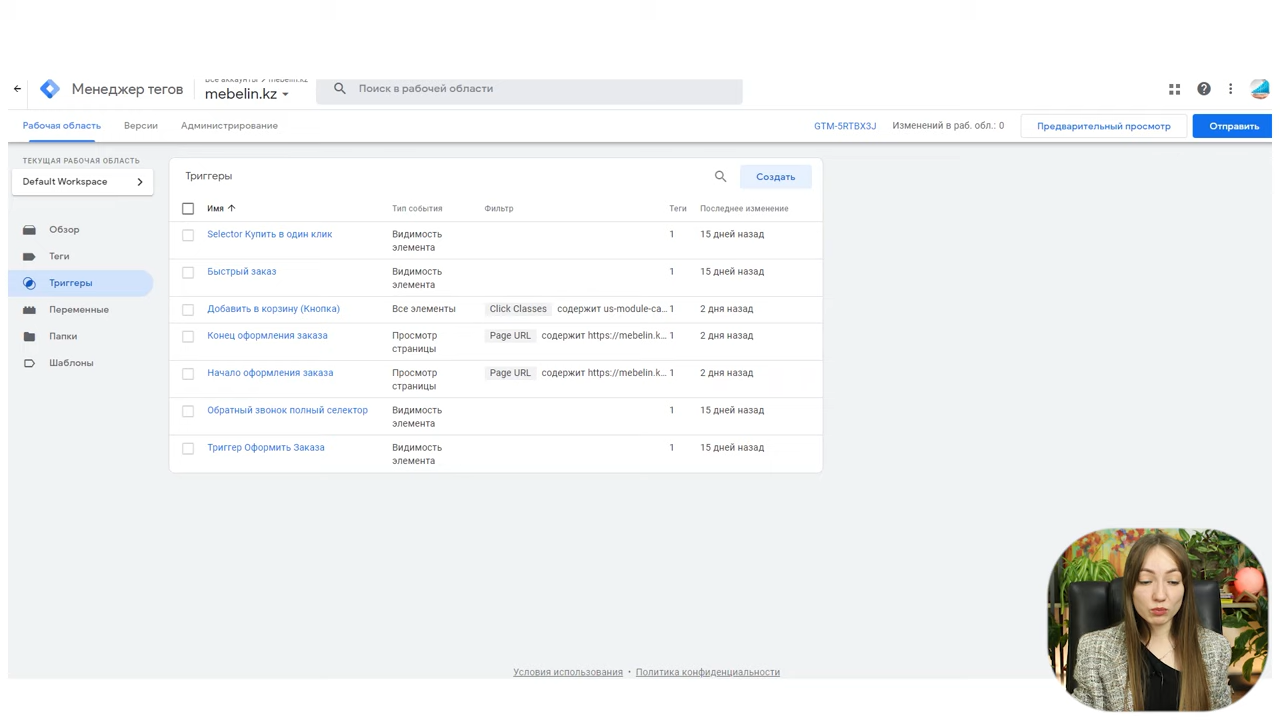 Все аккаунты > mebelin.kz
Менеджер тегов
mebelin.kz
Поиск в рабочей области
Рабочая область
Версии
Администрирование
GTM-5RTBX3J
Изменений в раб. обл.: 0
Предварительный просмотр
Отправить
ТЕКУЩАЯ РАБОЧАЯ ОБЛАСТЬ
Default Workspace
Обзор
Теги
Триггеры
Переменные
Папки
Шаблоны
Триггеры
Создать
Имя Тип события Фильтр Теги Последнее изменение
Selector Купить в один клик Видимость элемента 1 15 дней назад
Быстрый заказ Видимость элемента 1 15 дней назад
Добавить в корзину (Кнопка) Все элементы Click Classes содержит us-module-ca... 1 2 дня назад
Конец оформления заказа Просмотр страницы Page URL содержит https://mebelin.k... 1 2 дня назад
Начало оформления заказа Просмотр страницы Page URL содержит https://mebelin.k... 1 2 дня назад
Обратный звонок полный селектор Видимость элемента 1 15 дней назад
Триггер Оформить Заказа Видимость элемента 1 15 дней назад
Условия использования • Политика конфиденциальности